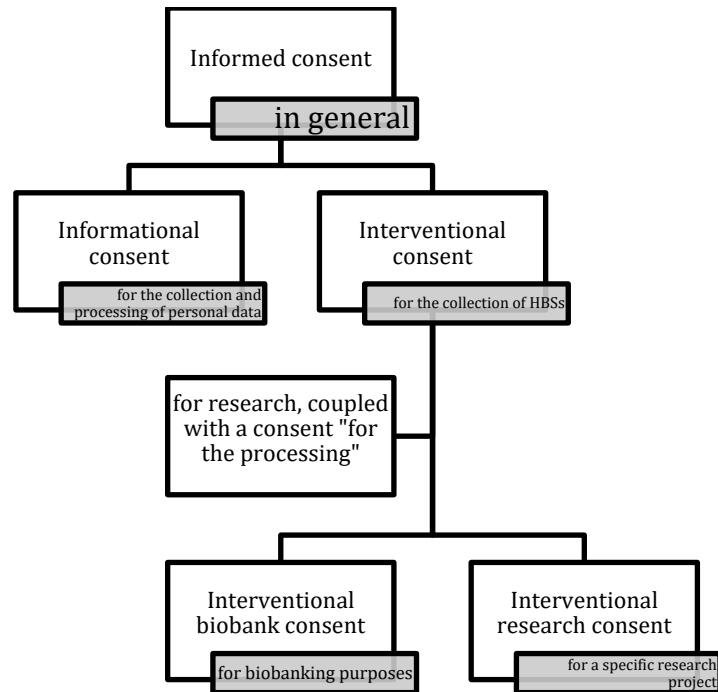 Informed consent
in general
Informational
consent
for the collection and
processing of personal data
Interventional
consent
for the collection of HBSs
for research, coupled
with a consent "for
the processing"
Interventional
biobank consent
for biobanking purposes
Interventional
research consent
for a specific research
project